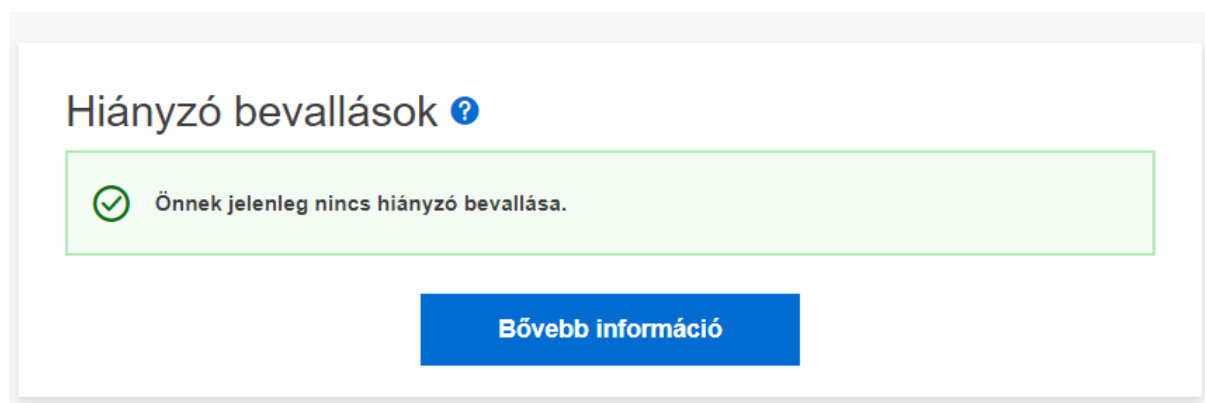 Hiányzó bevallások ?
Önnek jelenleg nincs hiányzó bevallása.
Bővebb információ